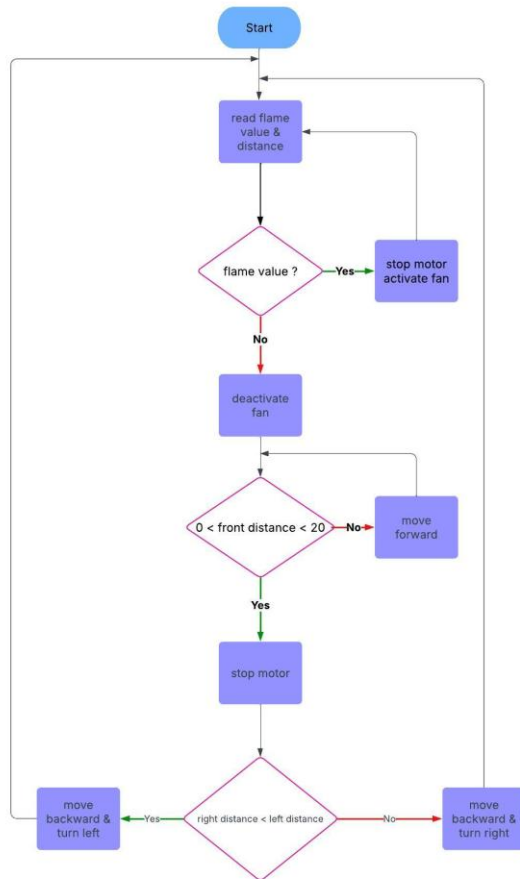 Start
read flame
value &
distance
flame value ?
Yes
stop motor
activate fan
No
deactivate
fan
0 < front distance < 20
No
move
forward
Yes
stop motor
move
backward &
turn left
Yes
right distance < left distance
No
move
backward &
turn right